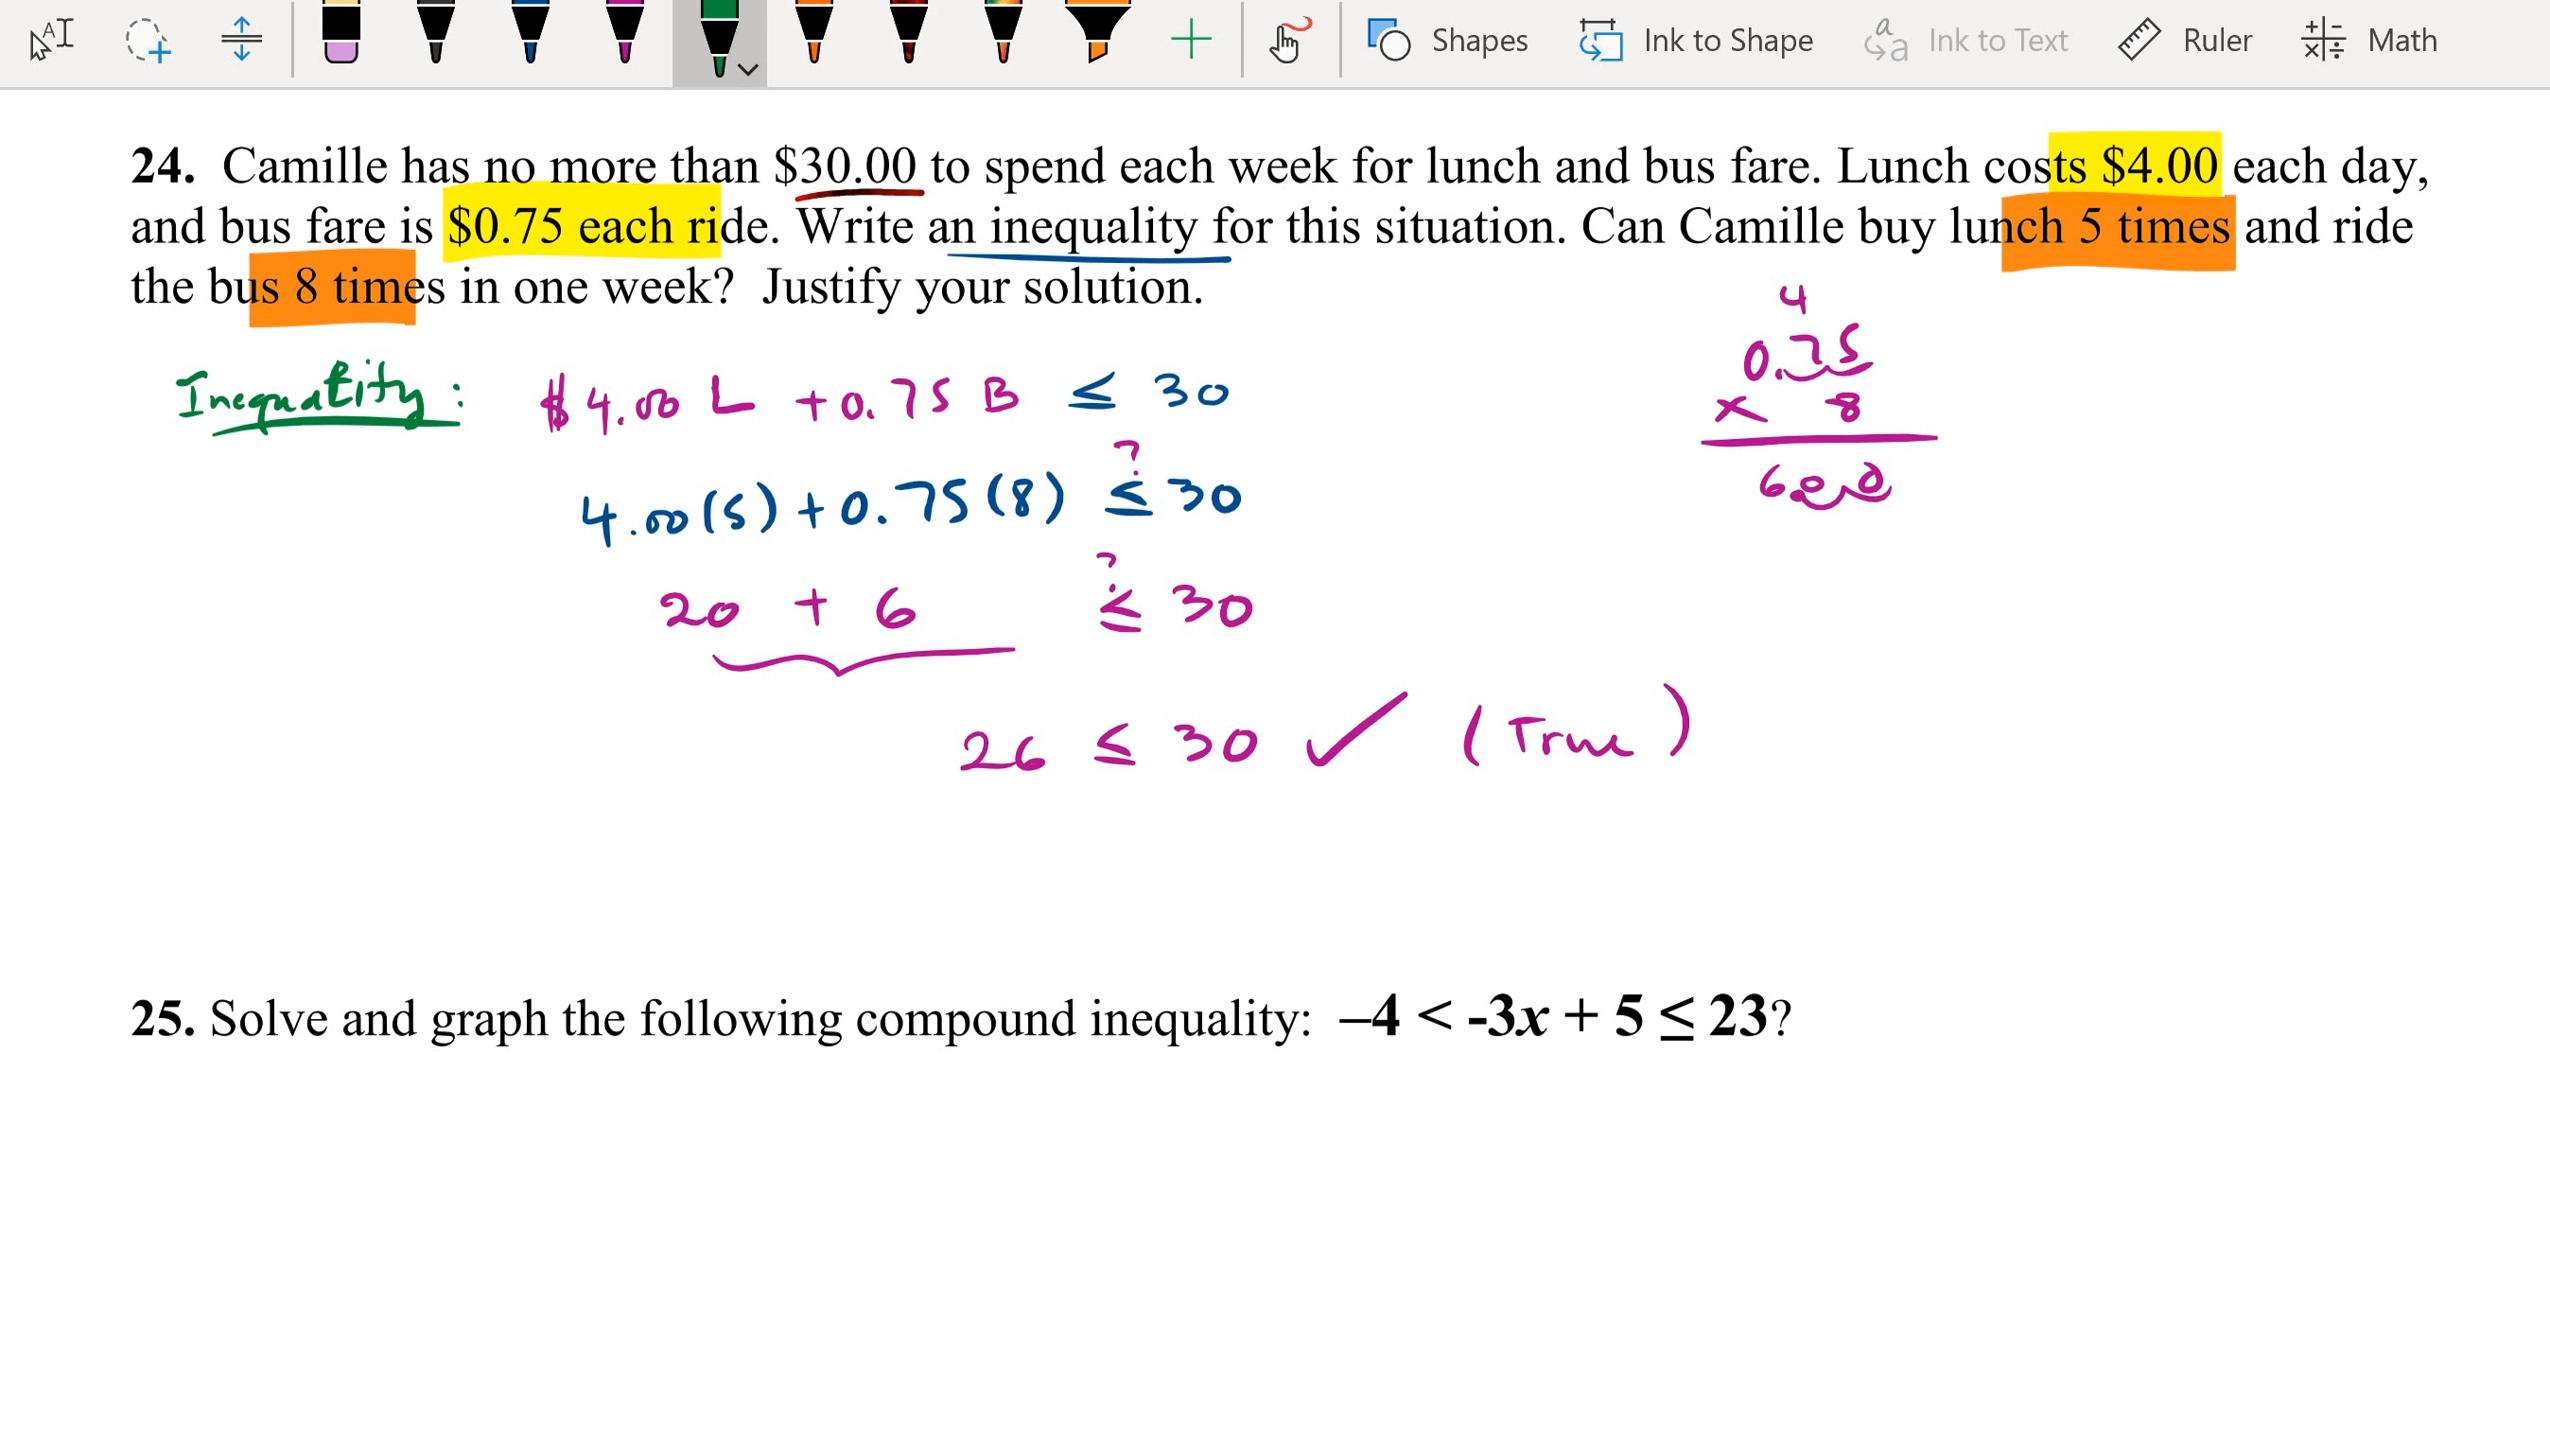 Shapes Ink to Shape Ink to Text Ruler Math
24. Camille has no more than $30.00 to spend each week for lunch and bus fare. Lunch costs $4.00 each day,
and bus fare is $0.75 each ride. Write an inequality for this situation. Can Camille buy lunch 5 times and ride
the bus 8 times in one week? Justify your solution.
Inequality: $4.00 L + 0.75 B ≤ 30
4.00(5) + 0.75(8) ≤? 30
20 + 6 ≤? 30
26 ≤ 30 ✓ (True)
4
0.75
× 8
6.00
25. Solve and graph the following compound inequality: –4 < -3x + 5 ≤ 23?